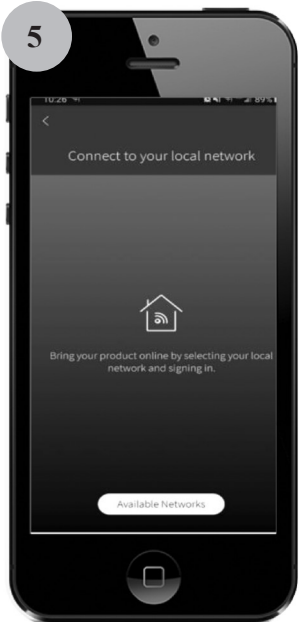 5
10:26
89%
Connect to your local network
Bring your product online by selecting your local
network and signing in.
Available Networks